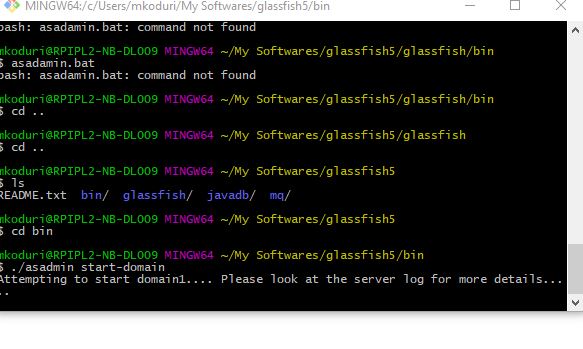 MINGW64:/c/Users/mkoduri/My Softwares/glassfish5/bin
bash: asadamin.bat: command not found
mkoduri@RPIPL2-NB-DL009 MINGW64 ~/My Softwares/glassfish5/glassfish/bin
$ asadamin.bat
bash: asadamin.bat: command not found
mkoduri@RPIPL2-NB-DL009 MINGW64 ~/My Softwares/glassfish5/glassfish/bin
$ cd ..
mkoduri@RPIPL2-NB-DL009 MINGW64 ~/My Softwares/glassfish5/glassfish
$ cd ..
mkoduri@RPIPL2-NB-DL009 MINGW64 ~/My Softwares/glassfish5
$ ls
README.txt bin/ glassfish/ javadb/ mq/
mkoduri@RPIPL2-NB-DL009 MINGW64 ~/My Softwares/glassfish5
$ cd bin
mkoduri@RPIPL2-NB-DL009 MINGW64 ~/My Softwares/glassfish5/bin
$ ./asadmin start-domain
Attempting to start domain1.... Please look at the server log for more details...
..